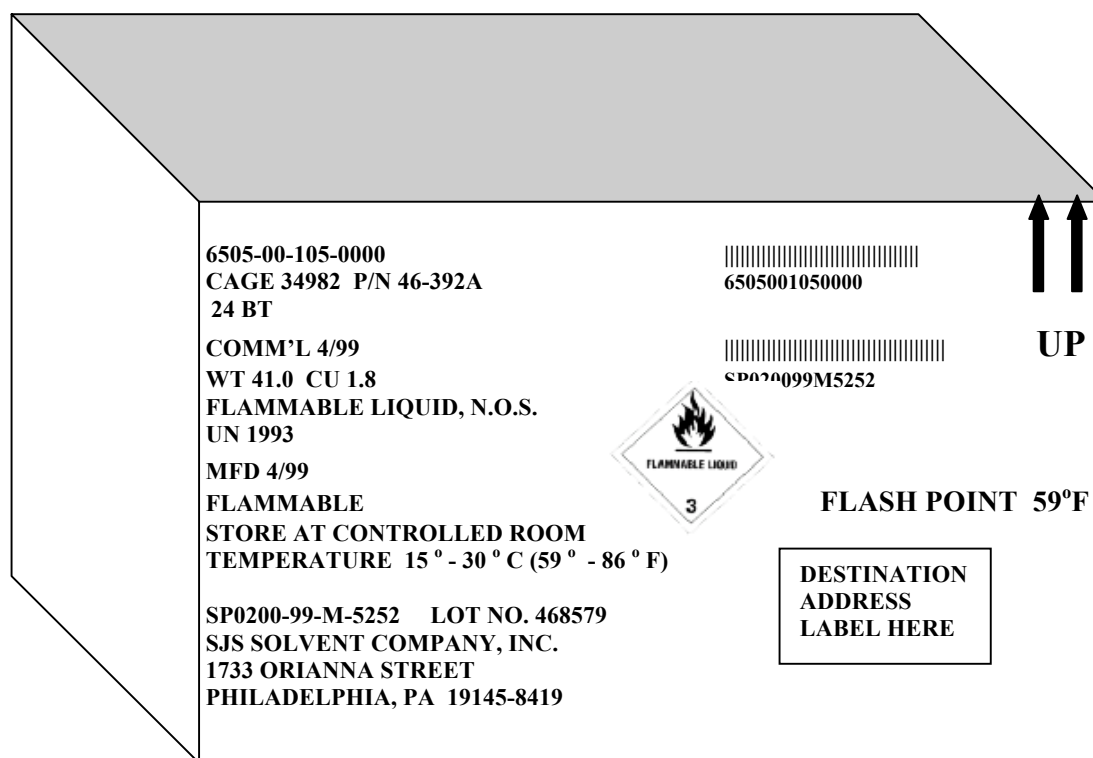 6505-00-105-0000
CAGE 34982 P/N 46-392A
24 BT
6505001050000
COMM'L 4/99
WT 41.0 CU 1.8
FLAMMABLE LIQUID, N.O.S.
UN 1993
SP020099M5252
UP
FLAMMABLE LIQUID
3
MFD 4/99
FLAMMABLE
STORE AT CONTROLLED ROOM
TEMPERATURE 15 ° - 30 ° C (59 ° - 86 ° F)
FLASH POINT 59°F
SP0200-99-M-5252 LOT NO. 468579
SJS SOLVENT COMPANY, INC.
1733 ORIANNA STREET
PHILADELPHIA, PA 19145-8419
DESTINATION
ADDRESS
LABEL HERE